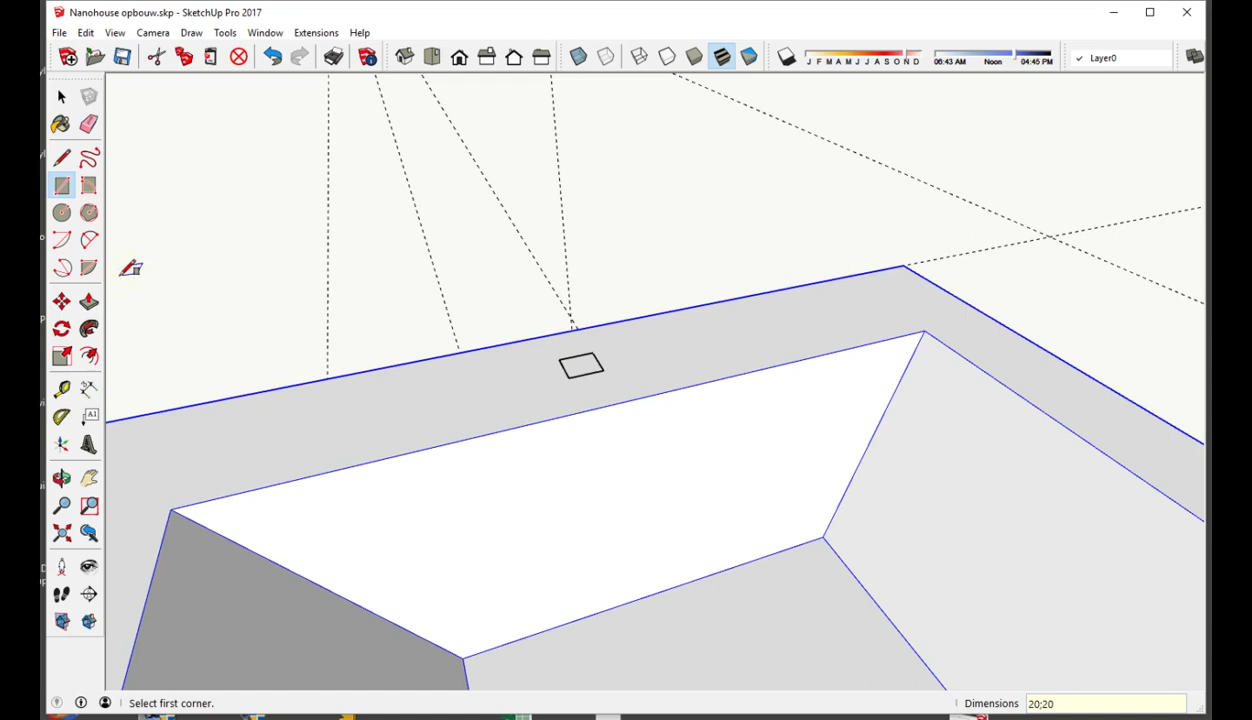 Nanohouse opbouw.skp - SketchUp Pro 2017
File Edit View Camera Draw Tools Window Extensions Help
J F M A M J J A S O N D 06:43 AM Noon 04:45 PM ✓ Layer0
A1
Select first corner. Dimensions 20;20